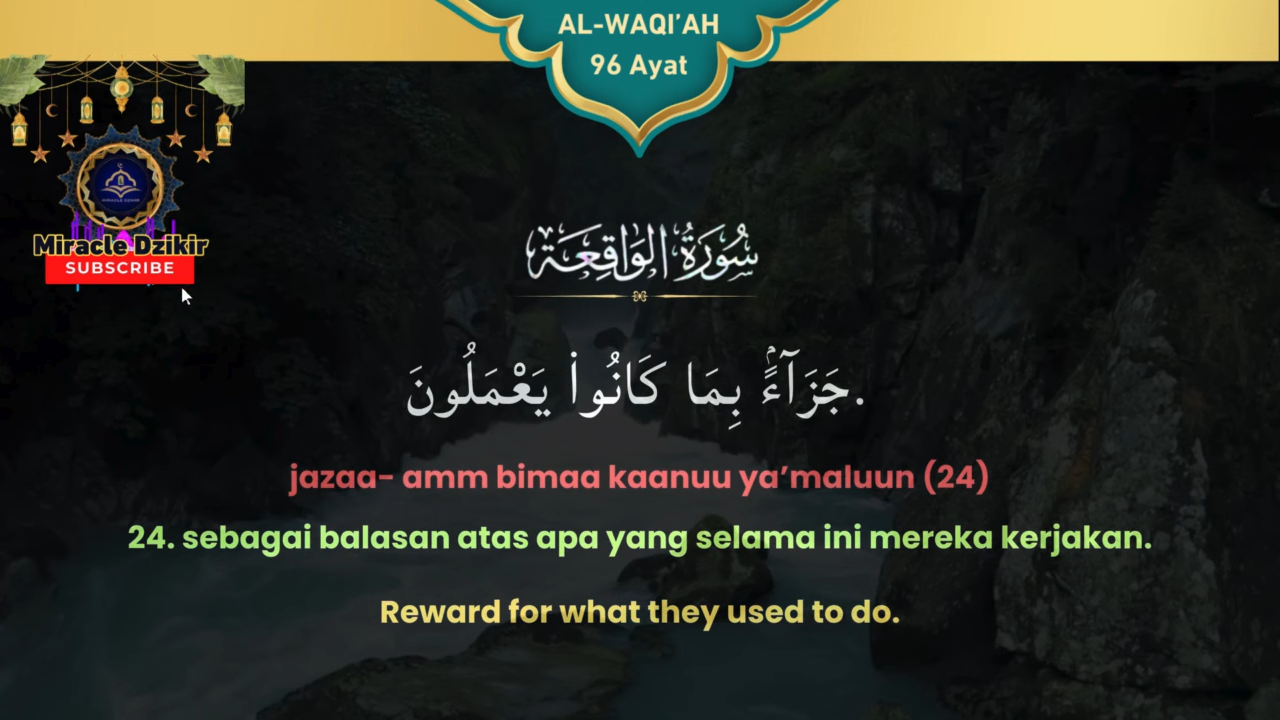 AL-WAQI'AH
96 Ayat
Miracle Dzikir
SUBSCRIBE
سُورَةُ الوَاقِعَة
جَزَآءًۢ بِمَا كَانُوا۟ يَعْمَلُونَ.
jazaa- amm bimaa kaanuu ya’maluun (24)
24. sebagai balasan atas apa yang selama ini mereka kerjakan.
Reward for what they used to do.